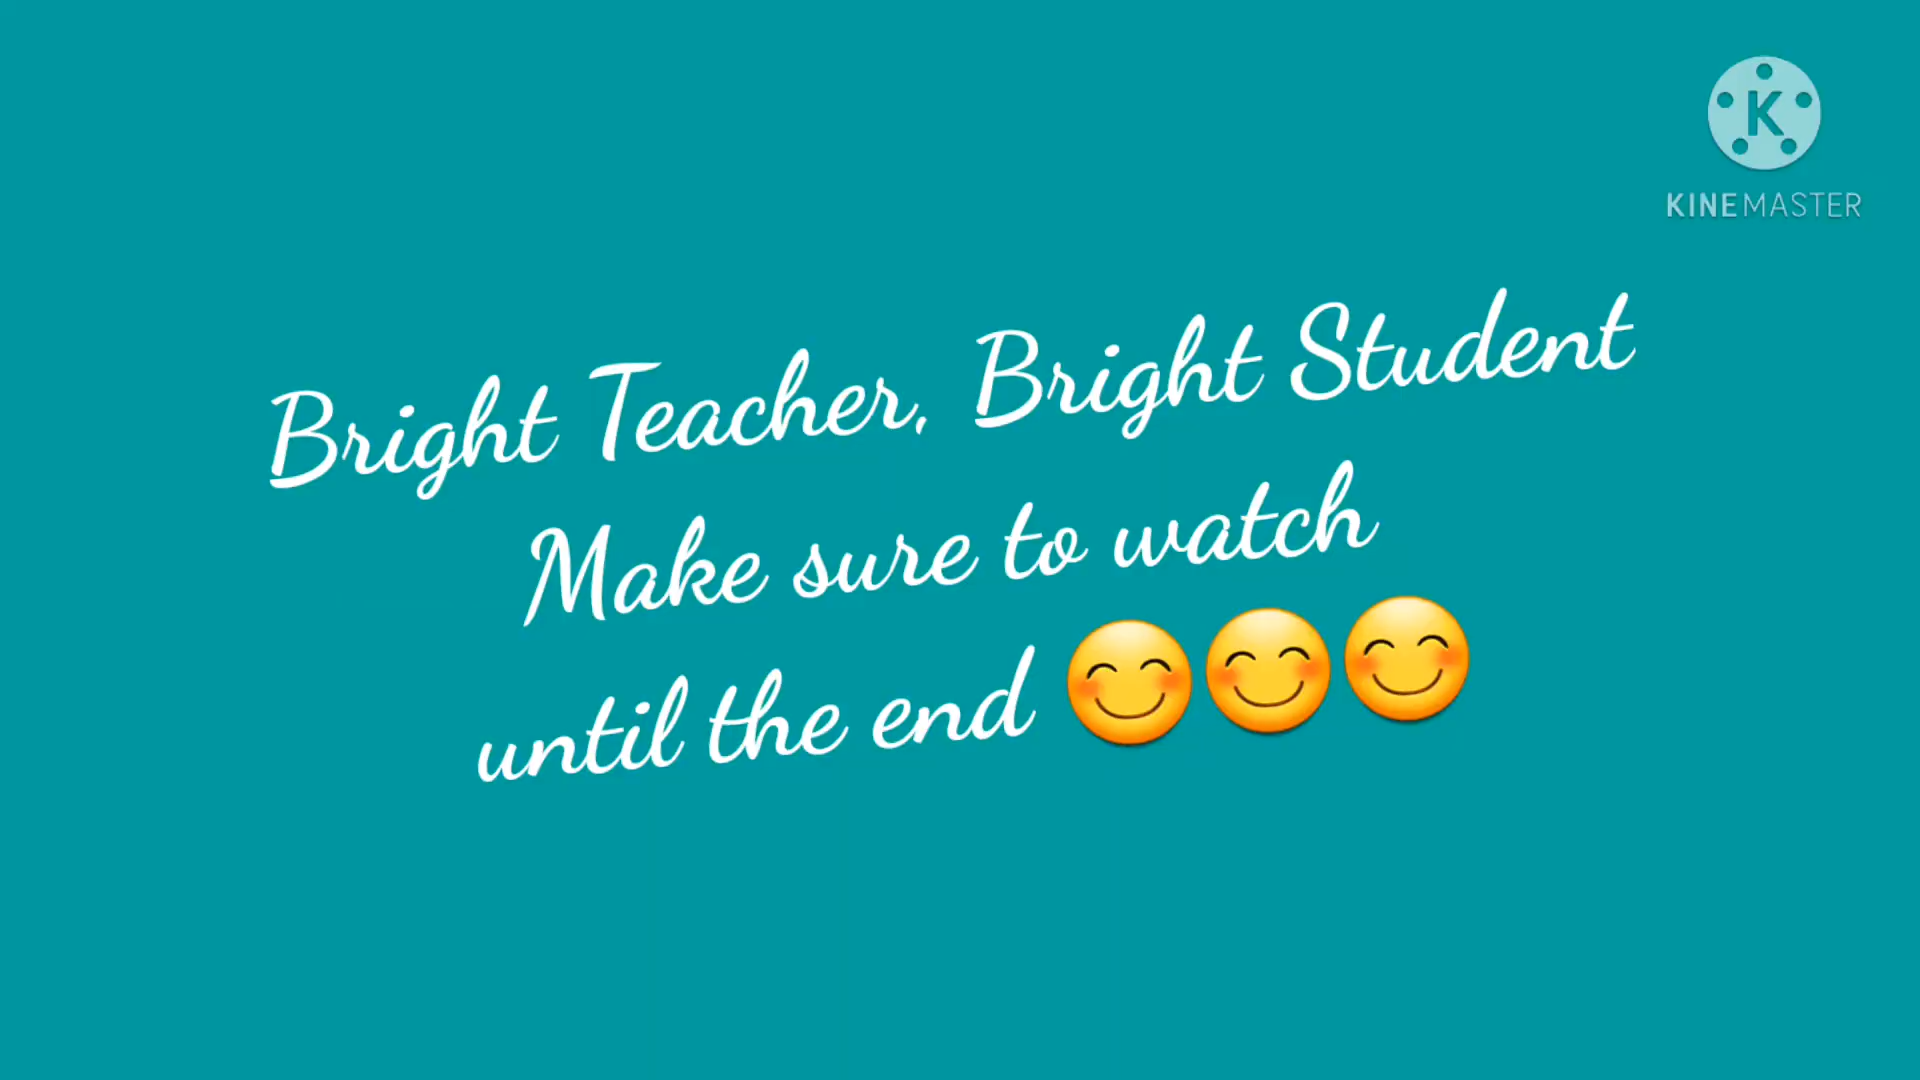 K
KINEMASTER
Bright Teacher, Bright Student
Make sure to watch
until the end 😊😊😊